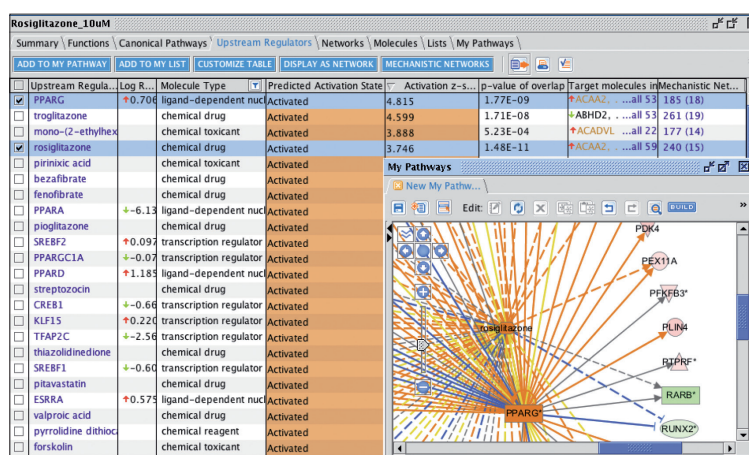 Rosiglitazone_10uM
Summary Functions Canonical Pathways Upstream Regulators Networks Molecules Lists My Pathways
ADD TO MY PATHWAY ADD TO MY LIST CUSTOMIZE TABLE DISPLAY AS NETWORK MECHANISTIC NETWORKS
Upstream Regula... Log R... Molecule Type Predicted Activation State Activation z-s... p-value of overlap Target molecules in Mechanistic Net...
PPARG ↑0.706 ligand-dependent nucl Activated 4.815 1.77E-09 ↑ACAA2, . ...all 53 185 (18)
troglitazone chemical drug Activated 4.599 1.71E-08 ↓ABHD2, . ...all 53 261 (19)
mono-(2-ethylhex chemical toxicant Activated 3.888 5.23E-04 ↑ACADVL ...all 22 177 (14)
rosiglitazone chemical drug Activated 3.746 1.48E-11 ↑ACAA2, . ...all 59 240 (15)
pirinixic acid chemical toxicant Activated
bezafibrate chemical drug Activated
fenofibrate chemical drug Activated
PPARA ↓-6.13 ligand-dependent nucl Activated
pioglitazone chemical drug Activated
SREBF2 ↑0.097 transcription regulator Activated
PPARGC1A ↓-0.07 transcription regulator Activated
PPARD ↑1.185 ligand-dependent nucl Activated
streptozocin chemical drug Activated
CREB1 ↓-0.66 transcription regulator Activated
KLF15 ↑0.220 transcription regulator Activated
TFAP2C ↓-2.56 transcription regulator Activated
thiazolidinedione chemical drug Activated
SREBF1 ↓-0.60 transcription regulator Activated
pitavastatin chemical drug Activated
ESRRA ↑0.575 ligand-dependent nucl Activated
valproic acid chemical drug Activated
pyrrolidine dithioc chemical reagent Activated
forskolin chemical toxicant Activated
My Pathways
New My Pathw...
Edit: BUILD »
PDK4
PEX11A
PFKFB3*
rosiglitazone
PLIN4
PTPRF*
RARB*
PPARG*
RUNX2*